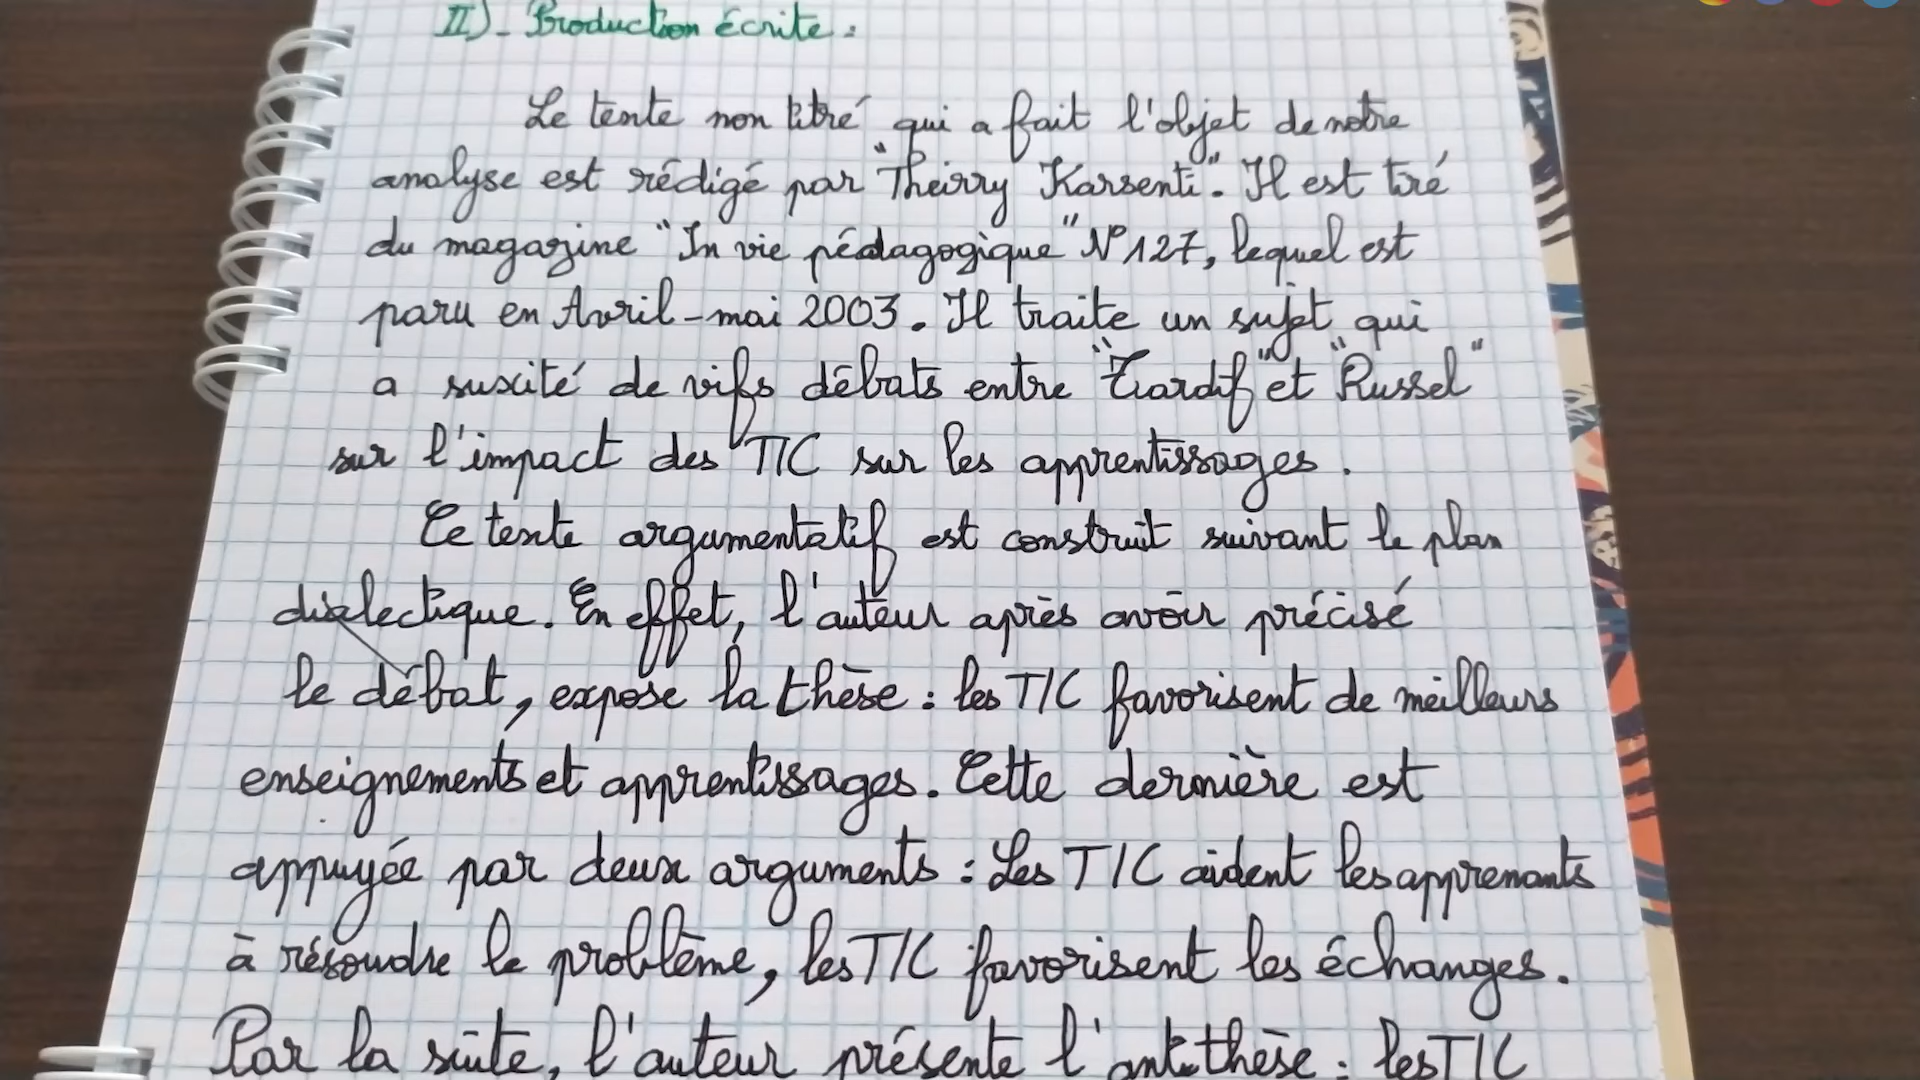 II)- Production écrite :
Le texte non titré qui a fait l'objet de notre
analyse est rédigé par "Theirry Karsenti". Il est tiré
du magazine "In vie pédagogique" N°127, lequel est
paru en Avril-mai 2003. Il traite un sujet qui
a suscité de vifs débats entre "Tardif" et "Russel"
sur l'impact des TIC sur les apprentissages.
Ce texte argumentatif est construit suivant le plan
dialectique. En effet, l'auteur après avoir précisé
le débat, expose la thèse : les TIC favorisent de meilleurs
enseignements et apprentissages. Cette dernière est
appuyée par deux arguments : Les TIC aident les apprenants
à résoudre le problème, les TIC favorisent les échanges.
Par la suite, l'auteur présente l'antithèse : les TIC